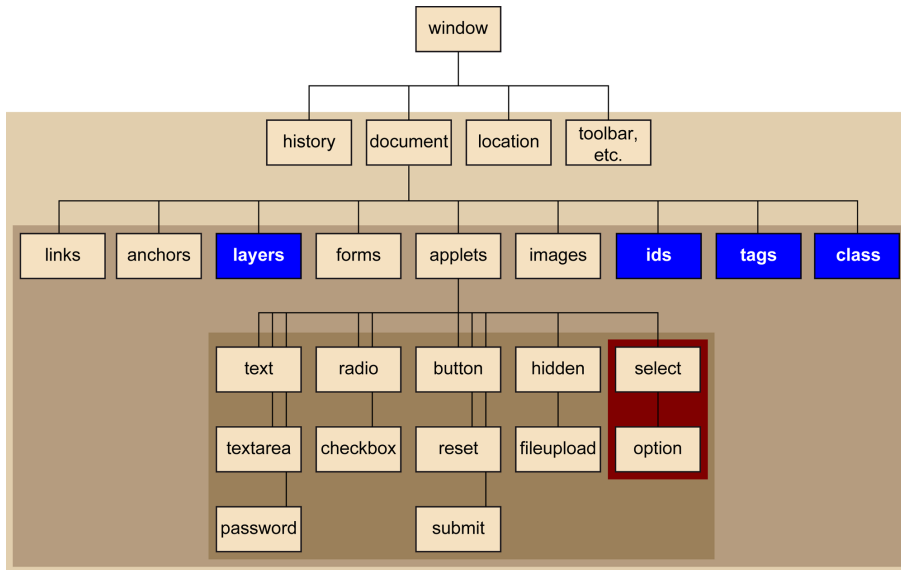 window
history
document
location
toolbar,
etc.
links
anchors
layers
forms
applets
images
ids
tags
class
text
radio
button
hidden
select
textarea
checkbox
reset
fileupload
option
password
submit